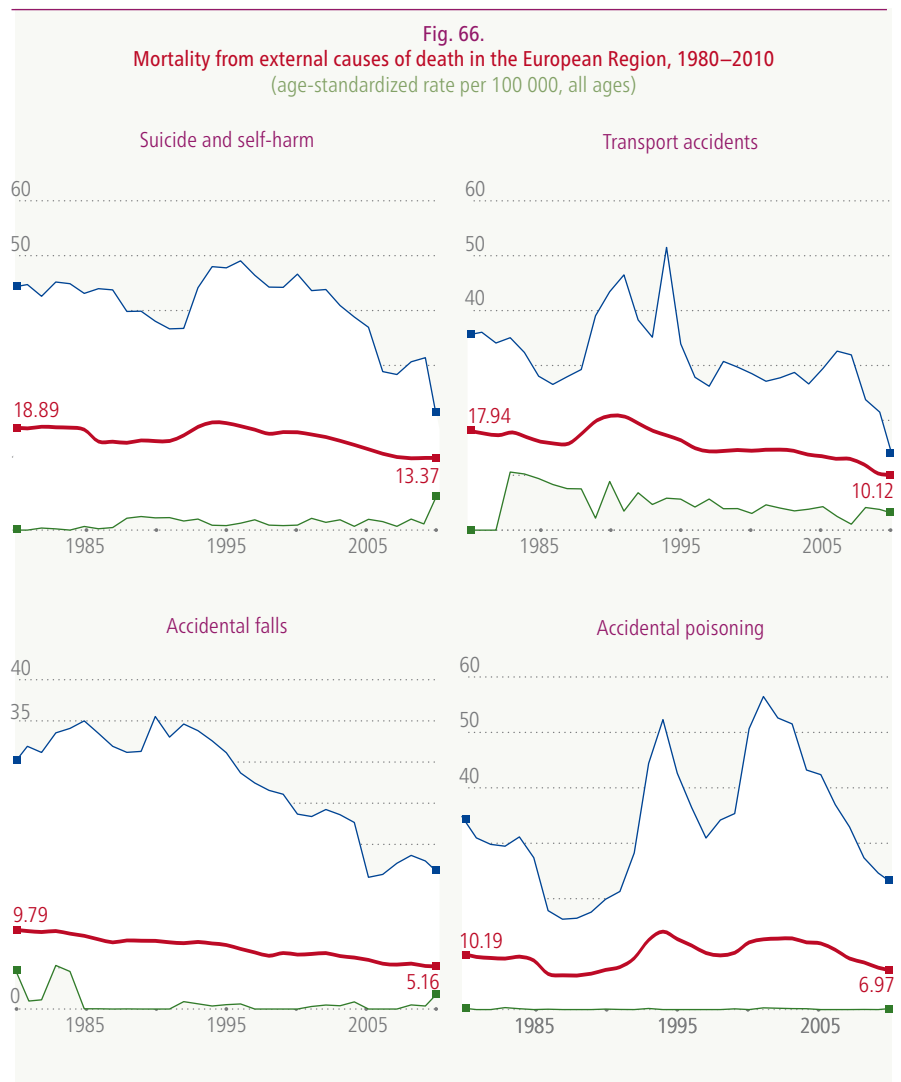 Fig. 66.
Mortality from external causes of death in the European Region, 1980–2010
(age-standardized rate per 100 000, all ages)
Suicide and self-harm
60
50
18.89
13.37
1985 1995 2005
Transport accidents
60
50
40
17.94
10.12
1985 1995 2005
Accidental falls
40
35
9.79
5.16
0
1985 1995 2005
Accidental poisoning
60
50
40
10.19
6.97
1985 1995 2005